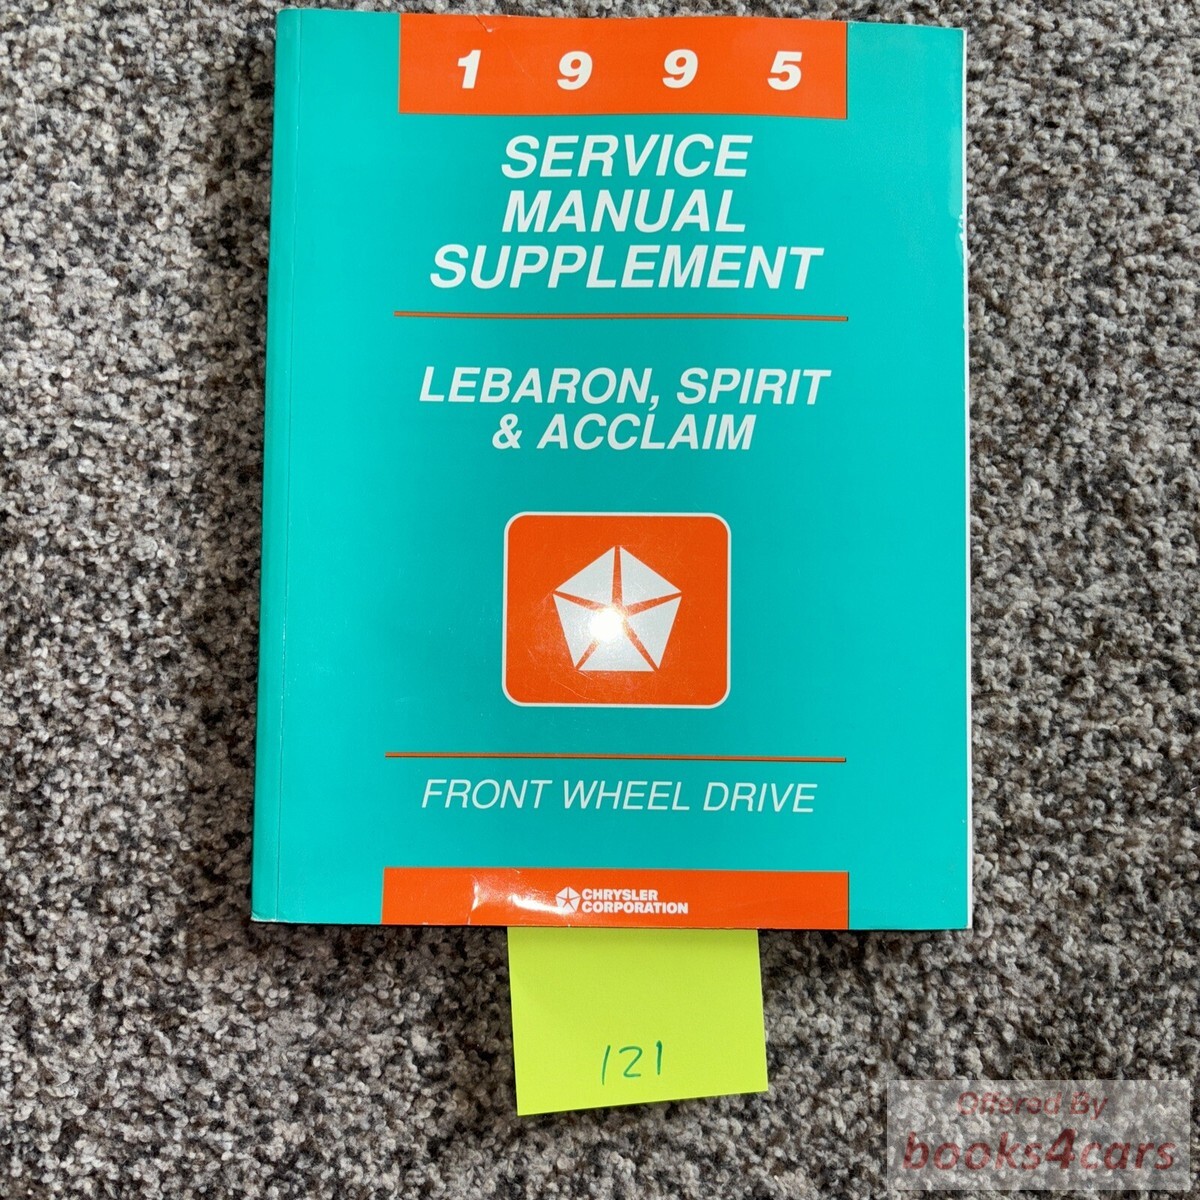 1 9 9 5
SERVICE
MANUAL
SUPPLEMENT
LEBARON, SPIRIT
& ACCLAIM
FRONT WHEEL DRIVE
CHRYSLER
CORPORATION
121
Offered By
books4cars